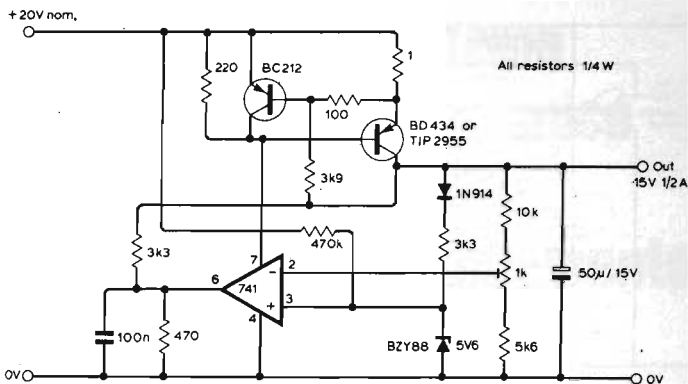 +20V nom.
220
BC212
1
All resistors 1/4W
100
BD434 or
TIP2955
3k9
Out
15V 1/2A
1N914
10k
3k3
470k
3k3
7
6
741
2
-
3
+
4
1k
50μ/15V
100n
470
BZY88
5V6
5k6
0V
0V